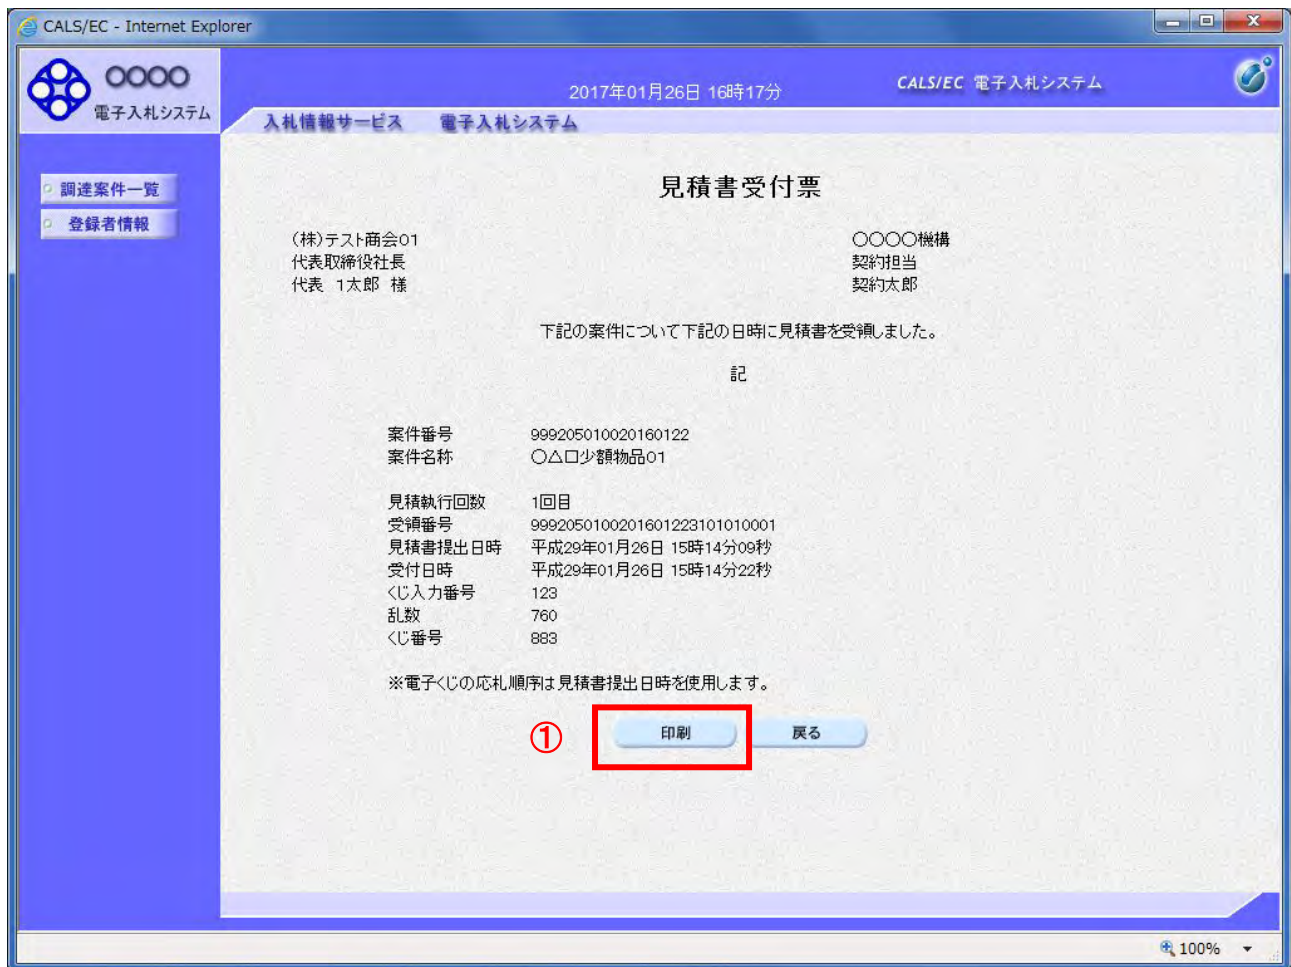 CALS/EC - Internet Explorer
〇〇〇〇
電子入札システム
2017年01月26日 16時17分
CALS/EC 電子入札システム
入札情報サービス 電子入札システム
調達案件一覧
登録者情報
見積書受付票
(株)テスト商会01
代表取締役社長
代表 1太郎 様
〇〇〇〇機構
契約担当
契約太郎
下記の案件について下記の日時に見積書を受領しました。
記
案件番号 999205010020160122
案件名称 〇△口少額物品01
見積執行回数 1回目
受領番号 9992050100201601223101010001
見積書提出日時 平成29年01月26日 15時14分09秒
受付日時 平成29年01月26日 15時14分22秒
くじ入力番号 123
乱数 760
くじ番号 883
※電子くじの応札順序は見積書提出日時を使用します。
① 印刷 戻る
100%